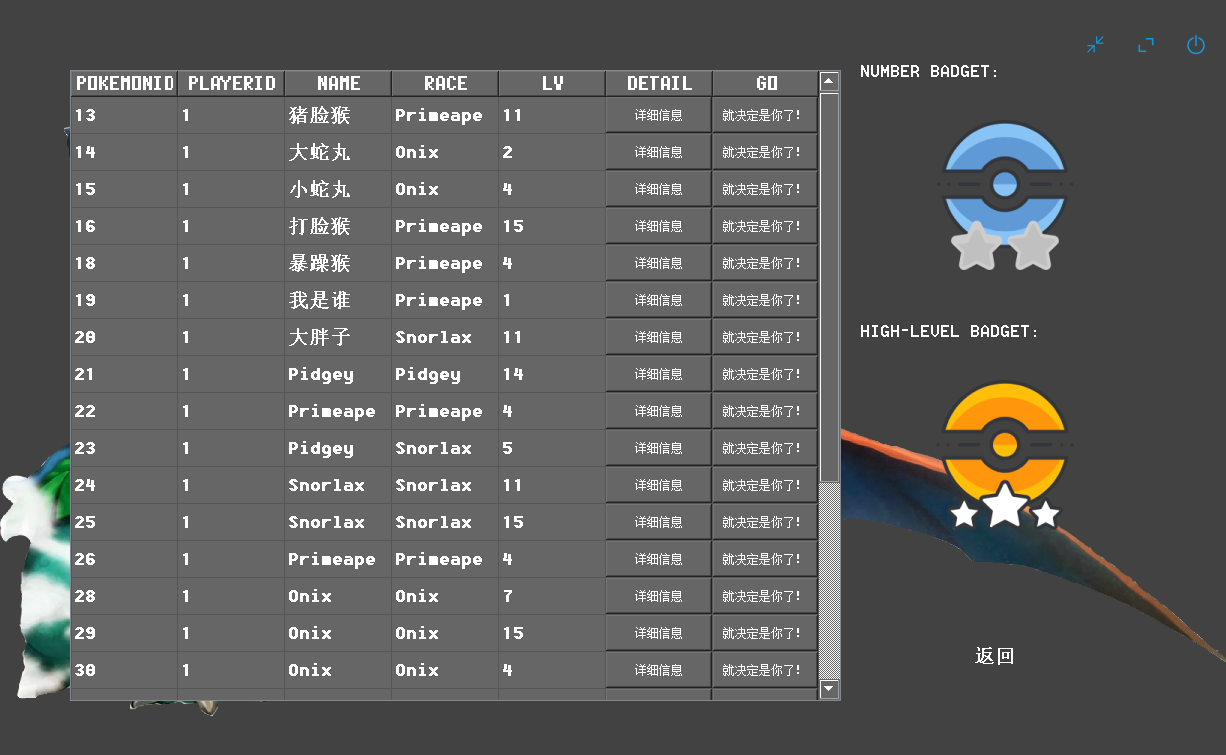 NUMBER BADGET:
POKEMONID PLAYERID NAME RACE LV DETAIL GO
13 1 猪脸猴 Primeape 11 详细信息 就决定是你了!
14 1 大蛇丸 Onix 2 详细信息 就决定是你了!
15 1 小蛇丸 Onix 4 详细信息 就决定是你了!
16 1 打脸猴 Primeape 15 详细信息 就决定是你了!
18 1 暴躁猴 Primeape 4 详细信息 就决定是你了!
19 1 我是谁 Primeape 1 详细信息 就决定是你了!
20 1 大胖子 Snorlax 11 详细信息 就决定是你了!
21 1 Pidgey Pidgey 14 详细信息 就决定是你了!
22 1 Primeape Primeape 4 详细信息 就决定是你了!
23 1 Pidgey Snorlax 5 详细信息 就决定是你了!
24 1 Snorlax Snorlax 11 详细信息 就决定是你了!
25 1 Snorlax Snorlax 15 详细信息 就决定是你了!
26 1 Primeape Primeape 4 详细信息 就决定是你了!
28 1 Onix Onix 7 详细信息 就决定是你了!
29 1 Onix Onix 15 详细信息 就决定是你了!
30 1 Onix Onix 4 详细信息 就决定是你了!
HIGH-LEVEL BADGET:
返回